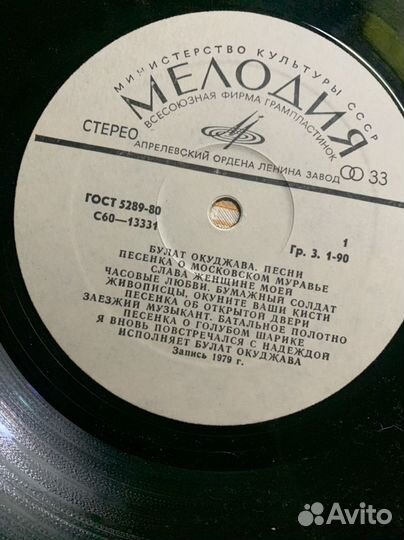 МИНИСТЕРСТВО КУЛЬТУРЫ СССР
МЕЛОДИЯ
ВСЕСОЮЗНАЯ ФИРМА ГРАМПЛАСТИНОК
СТЕРЕО
33
АПРЕЛЕВСКИЙ ОРДЕНА ЛЕНИНА ЗАВОД
ГОСТ 5289-80
С60—13331
1
Гр. 3. 1-90
БУЛАТ ОКУДЖАВА. ПЕСНИ
ПЕСЕНКА О МОСКОВСКОМ МУРАВЬЕ
СЛАВА ЖЕНЩИНЕ МОЕЙ
ЧАСОВЫЕ ЛЮБВИ. БУМАЖНЫЙ СОЛДАТ
ЖИВОПИСЦЫ, ОКУНИТЕ ВАШИ КИСТИ
ПЕСЕНКА ОБ ОТКРЫТОЙ ДВЕРИ
ЗАЕЗЖИЙ МУЗЫКАНТ. БАТАЛЬНОЕ ПОЛОТНО
ПЕСЕНКА О ГОЛУБОМ ШАРИКЕ
Я ВНОВЬ ПОВСТРЕЧАЛСЯ С НАДЕЖДОЙ
ИСПОЛНЯЕТ БУЛАТ ОКУДЖАВА
Запись 1979 г.
Avito